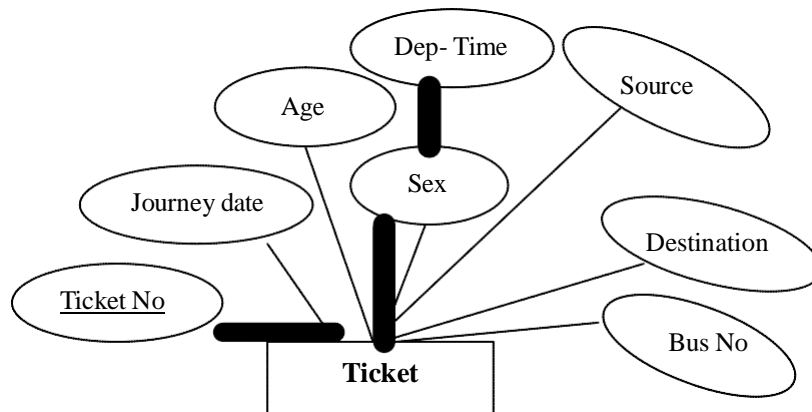 Dep- Time
Source
Age
Sex
Journey date
Destination
Ticket No
Bus No
Ticket